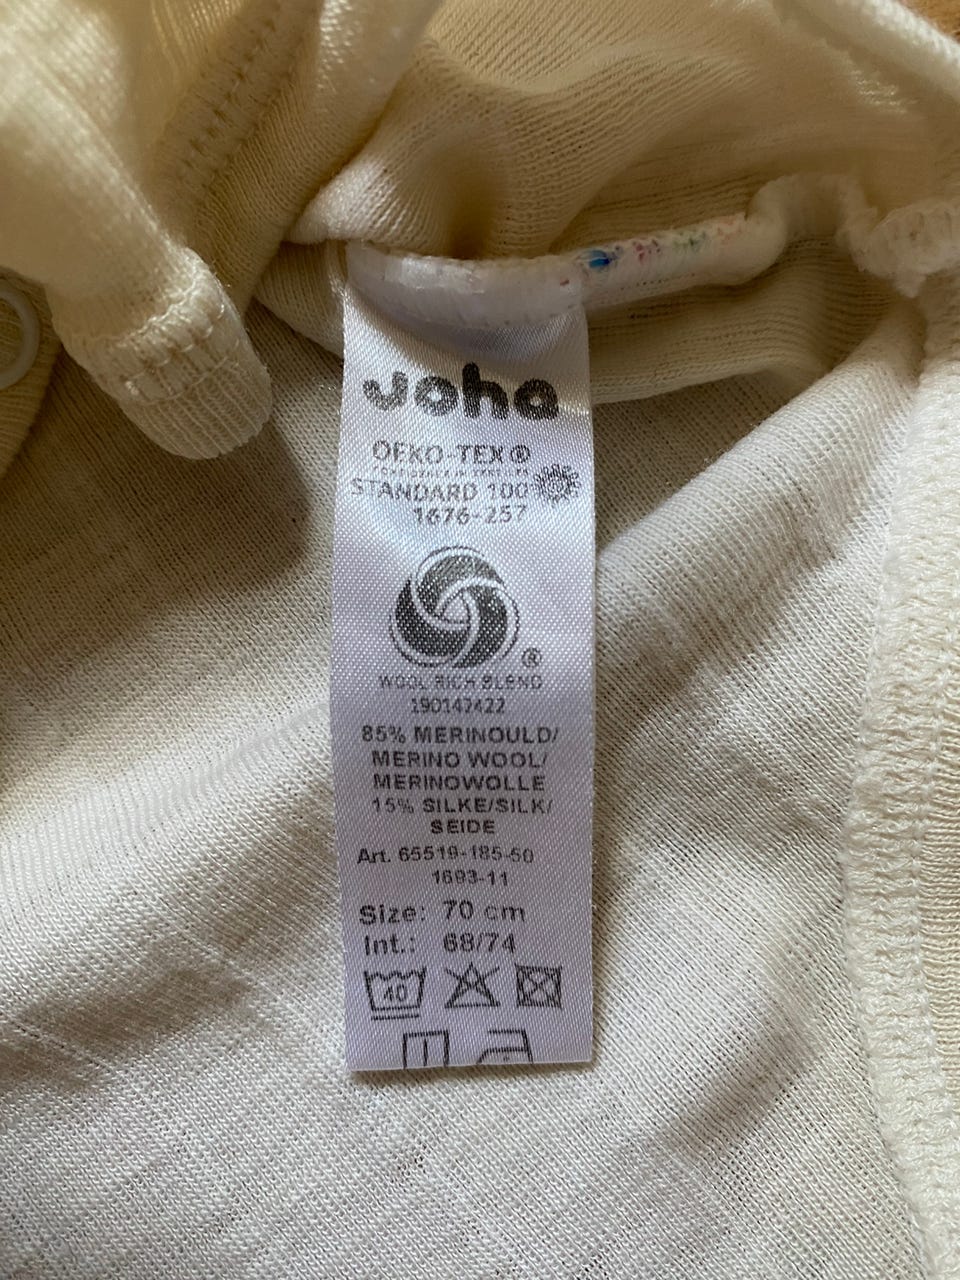 Joha
OEKO-TEX®
STANDARD 100
1676-257
®
WOOL RICH BLEND
190142422
85% MERINOULD/
MERINO WOOL/
MERINOWOLLE
15% SILKE/SILK/
SEIDE
Art. 65519-185-50
1693-11
Size: 70 cm
Int.: 68/74
40